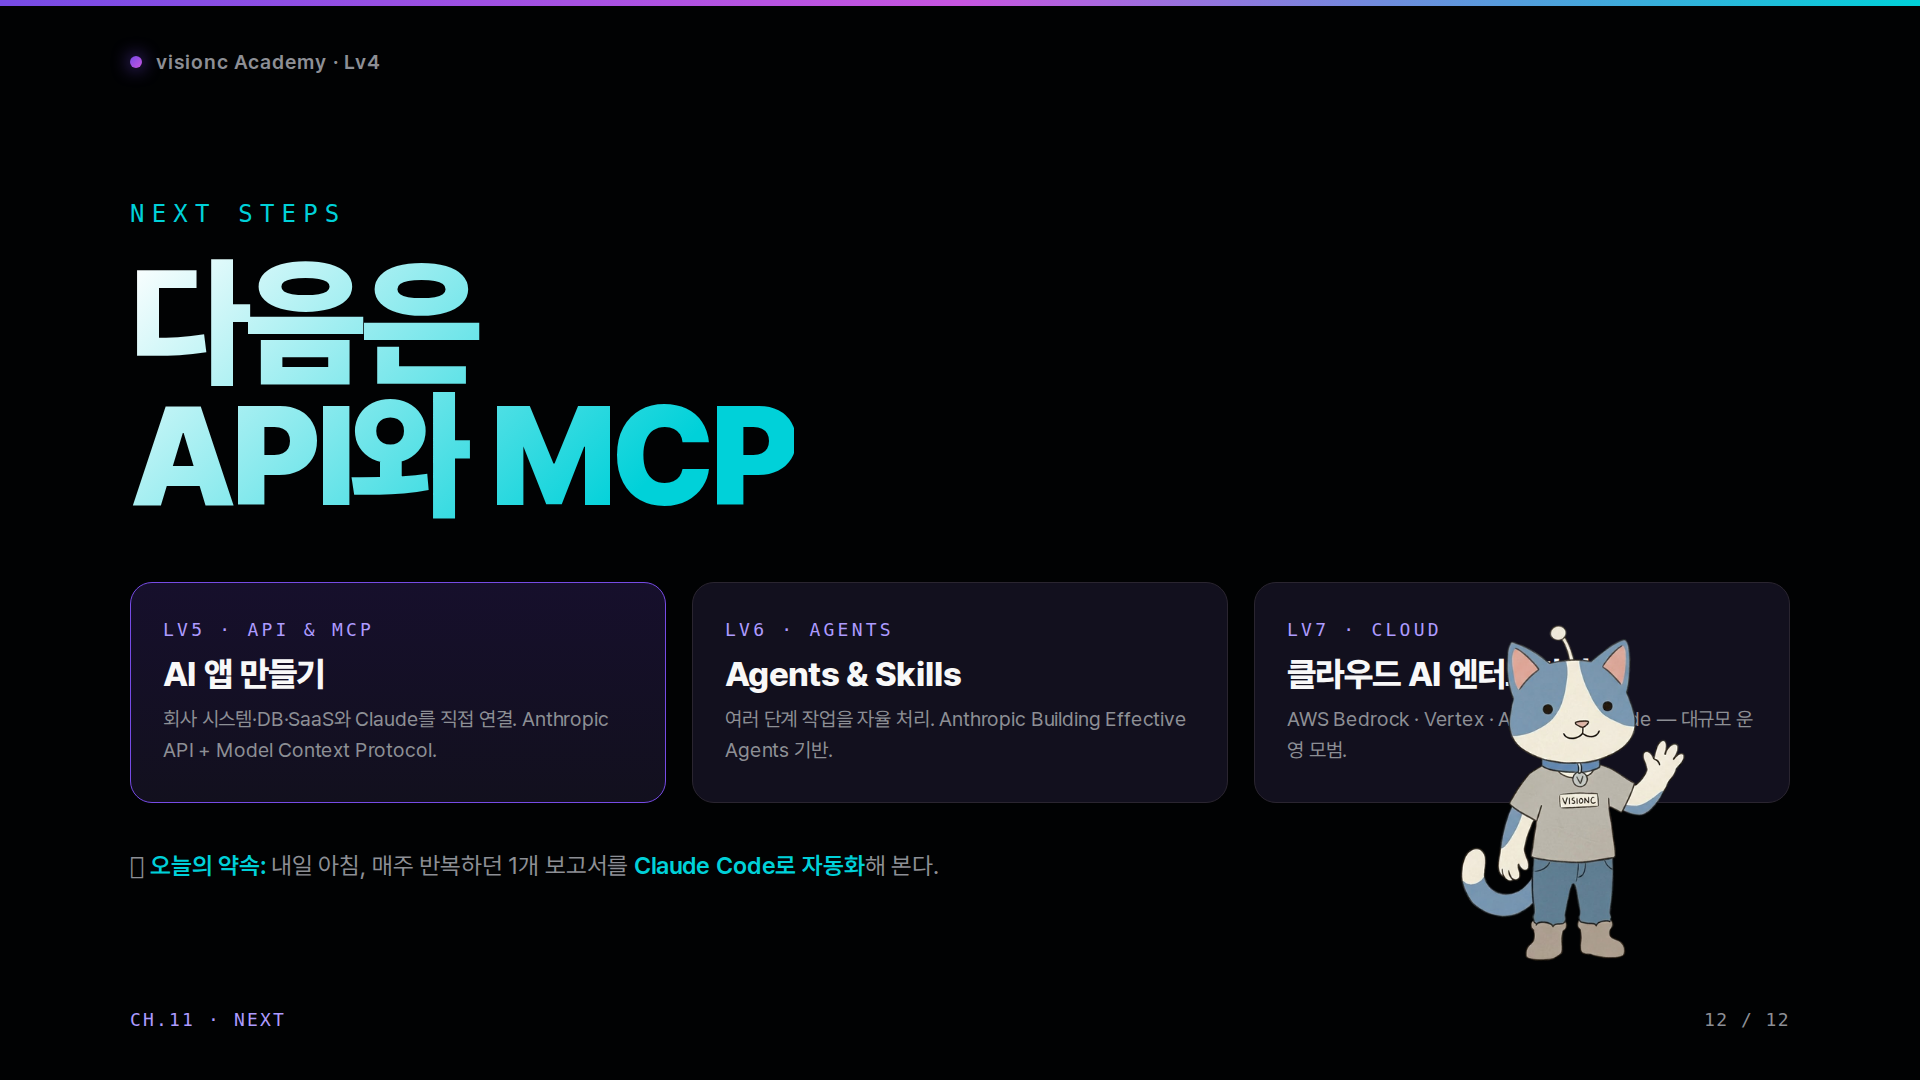 visionc Academy · Lv4
NEXT STEPS
다음은
API와 MCP
LV5 · API & MCP
AI 앱 만들기
회사 시스템·DB·SaaS와 Claude를 직접 연결. Anthropic
API + Model Context Protocol.
LV6 · AGENTS
Agents & Skills
여러 단계 작업을 자율 처리. Anthropic Building Effective
Agents 기반.
LV7 · CLOUD
클라우드 AI
AWS Bedrock · Vertex · — 대규모 운
영 모범.
V
VISIONC
오늘의 약속: 내일 아침, 매주 반복하던 1개 보고서를 Claude Code로 자동화해 본다.
CH.11 · NEXT
12 / 12